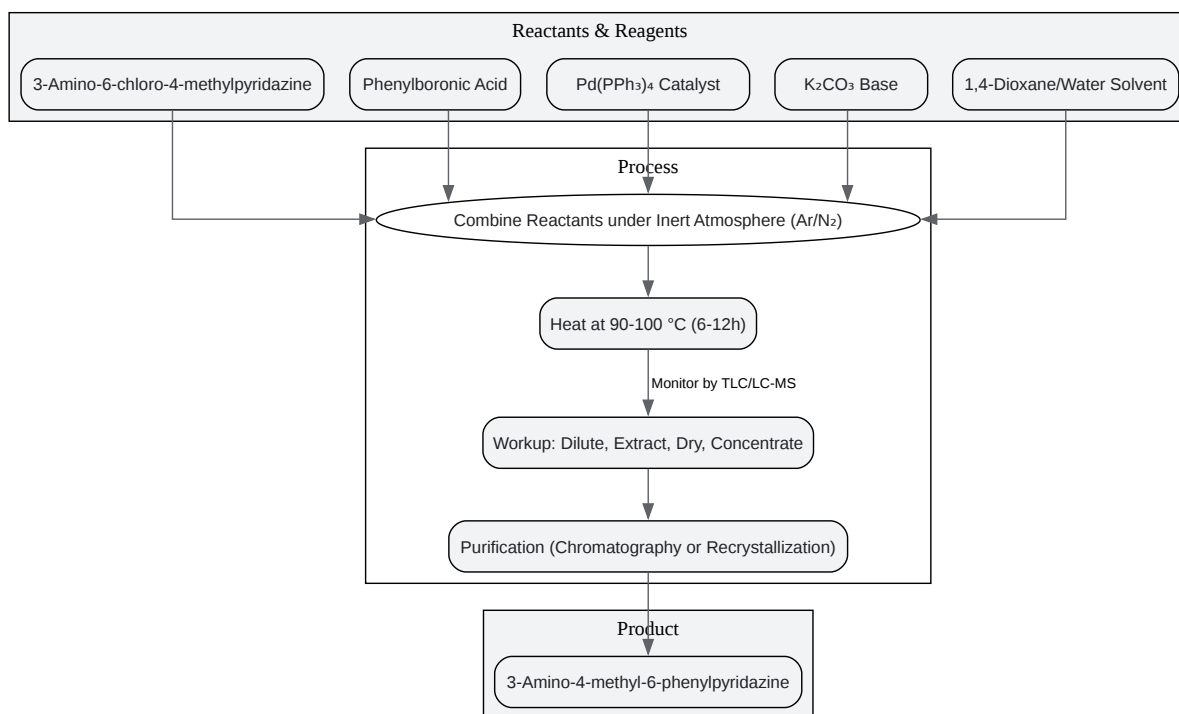 Reactants & Reagents
3-Amino-6-chloro-4-methylpyridazine
Phenylboronic Acid
Pd(PPh₃)₄ Catalyst
K₂CO₃ Base
1,4-Dioxane/Water Solvent
Process
Combine Reactants under Inert Atmosphere (Ar/N₂)
Heat at 90-100 °C (6-12h)
Monitor by TLC/LC-MS
Workup: Dilute, Extract, Dry, Concentrate
Purification (Chromatography or Recrystallization)
Product
3-Amino-4-methyl-6-phenylpyridazine